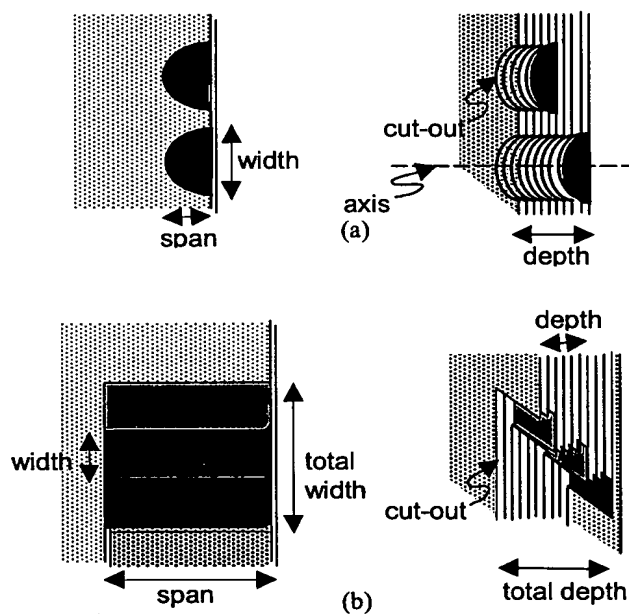 cut-out
width
axis
span
(a)
depth
depth
width
total
width
cut-out
span
(b)
total depth